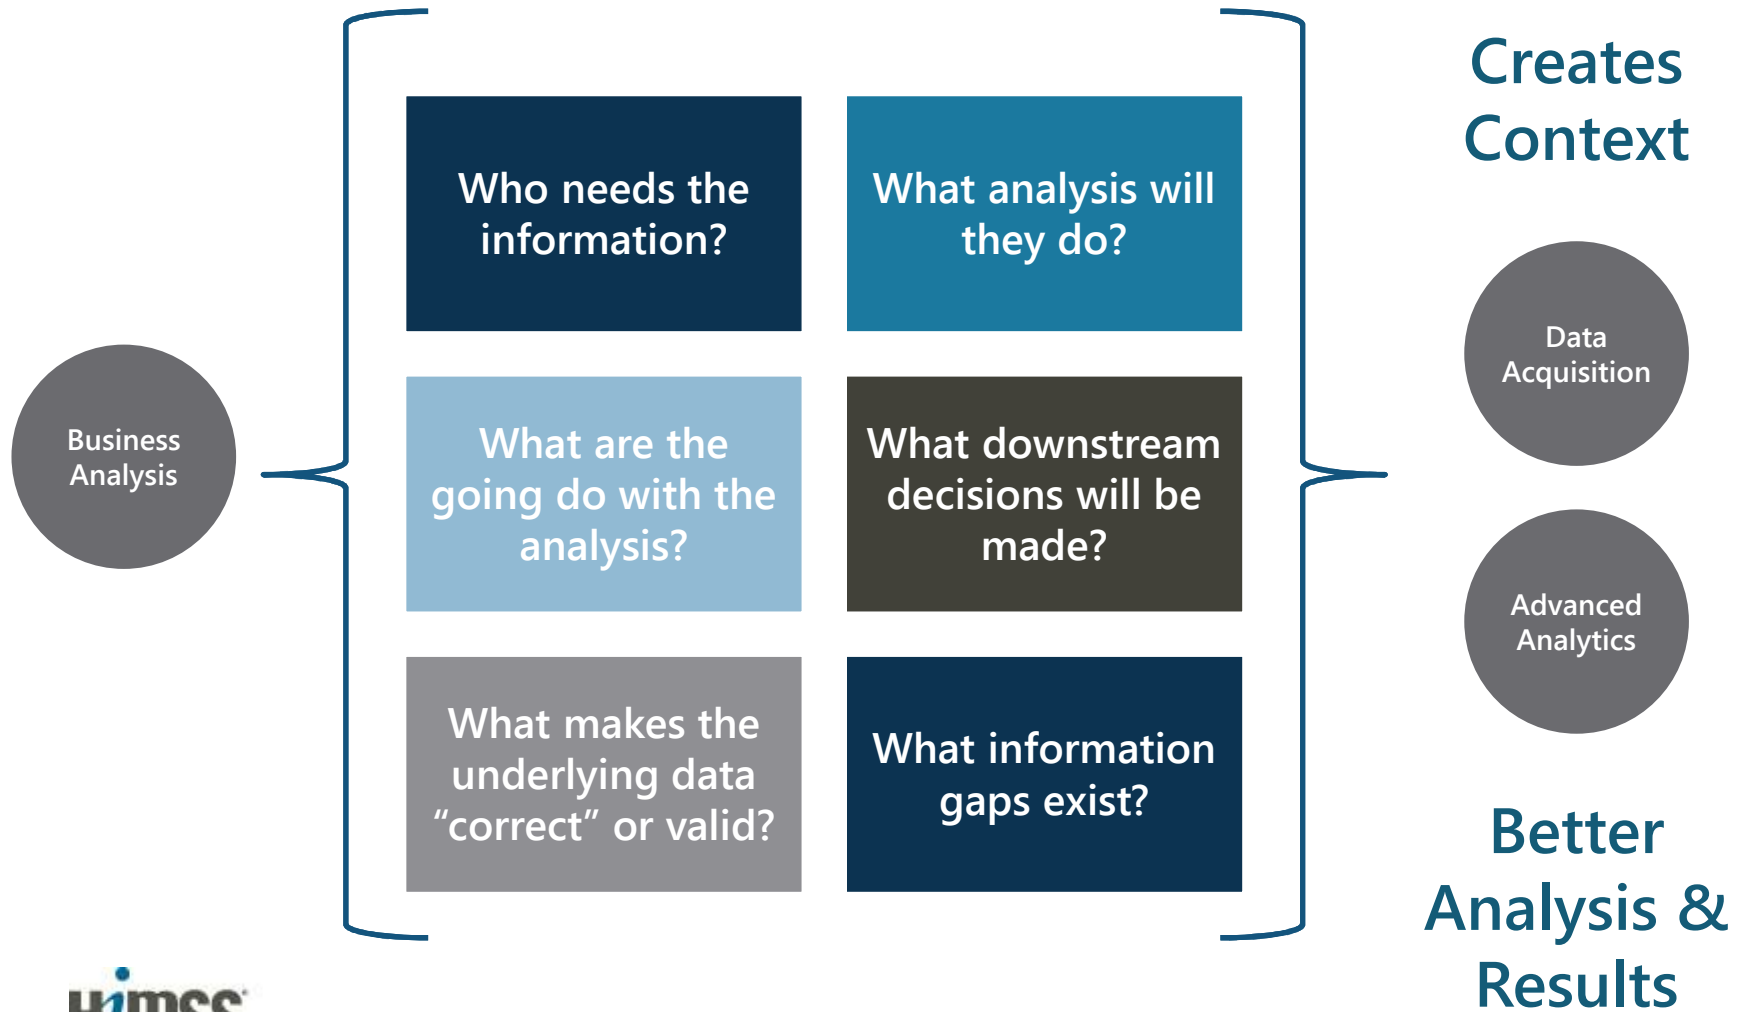 Business
Analysis
Who needs the
information?
What analysis will
they do?
What are the
going do with the
analysis?
What downstream
decisions will be
made?
What makes the
underlying data
“correct” or valid?
What information
gaps exist?
Creates
Context
Data
Acquisition
Advanced
Analytics
Better
Analysis &
Results
HiMSS